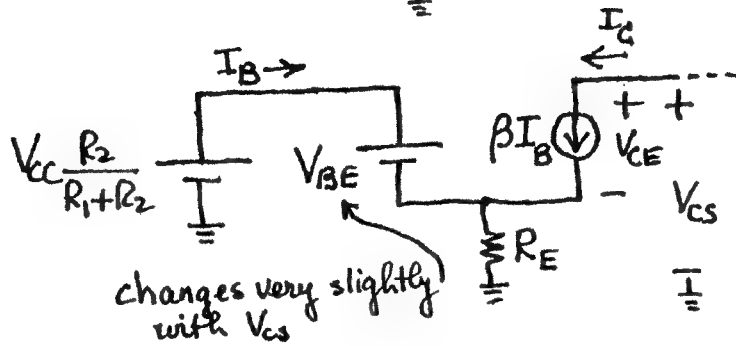 I_C
I_B →
V_CC R_2 / R_1+R_2
V_BE
βI_B
+ +
V_CE
−
V_CS
−
R_E
changes very slightly
with V_cs